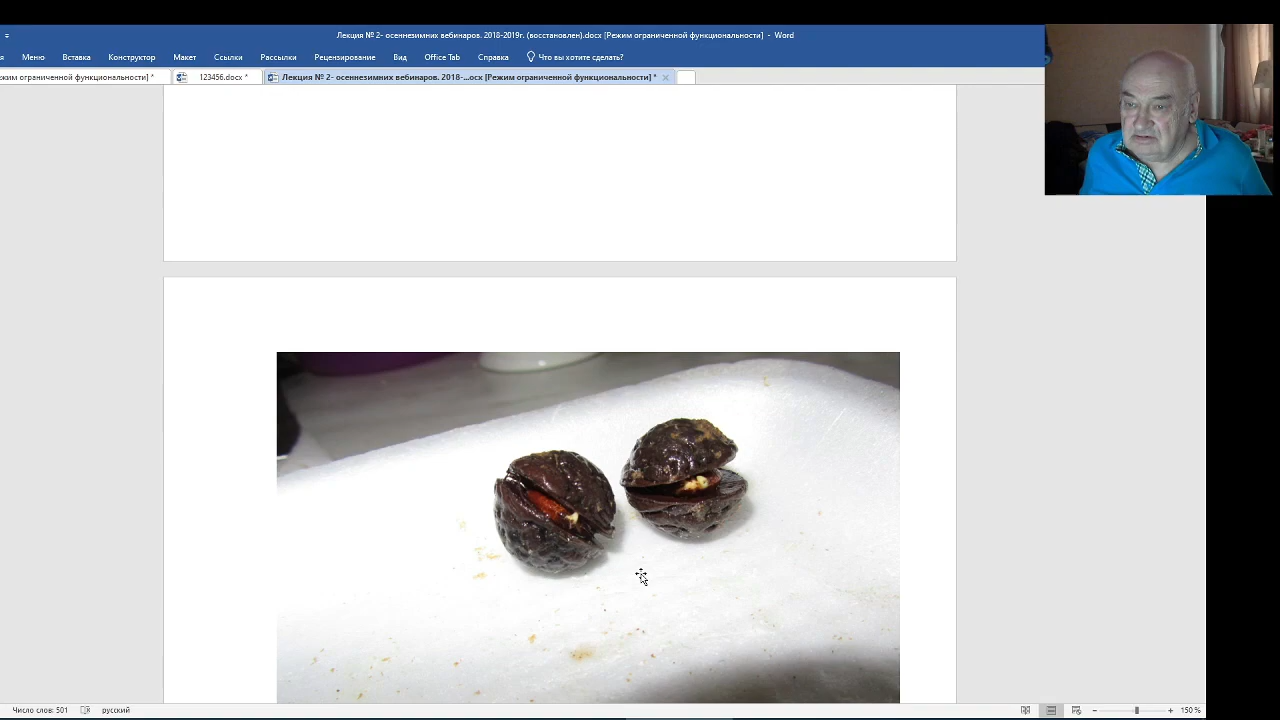 Лекция № 2- осеннезимних вебинаров. 2018-2019г. (восстановлен).docx [Режим ограниченной функциональности] - Word
я Меню Вставка Конструктор Макет Ссылки Рассылки Рецензирование Вид Office Tab Справка Что вы хотите сделать?
ежим ограниченной функциональности] * 123456.docx * Лекция № 2- осеннезимних вебинаров. 2018-...ocx [Режим ограниченной функциональности] *
Число слов: 501 русский 150 %